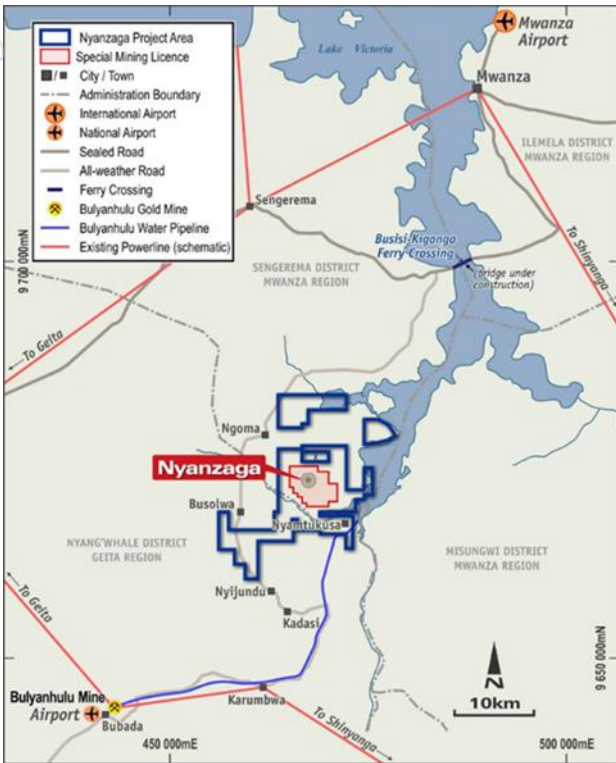 Nyanzaga Project Area
Special Mining Licence
City / Town
Administration Boundary
International Airport
National Airport
Sealed Road
All-weather Road
Ferry Crossing
Bulyanhulu Gold Mine
Bulyanhulu Water Pipeline
Existing Powerline (schematic)
Lake Victoria
Mwanza
Airport
Mwanza
ILEMELA DISTRICT
MWANZA REGION
Sengerema
To Shinyanga
Busisi-Kigonga
Ferry Crossing
(bridge under
construction)
9 700 000mN
SENGEREMA DISTRICT
MWANZA REGION
To Geita
Ngoma
Nyanzaga
Busolwa
Nyamtukusa
NYANG'WHALE DISTRICT
GEITA REGION
MISUNGWI DISTRICT
MWANZA REGION
Nyijundu
Kadasi
To Geita
9 650 000mN
N
10km
Bulyanhulu Mine
Airport
Bubada
Karumbwa
To Shinyanga
450 000mE
500 000mE